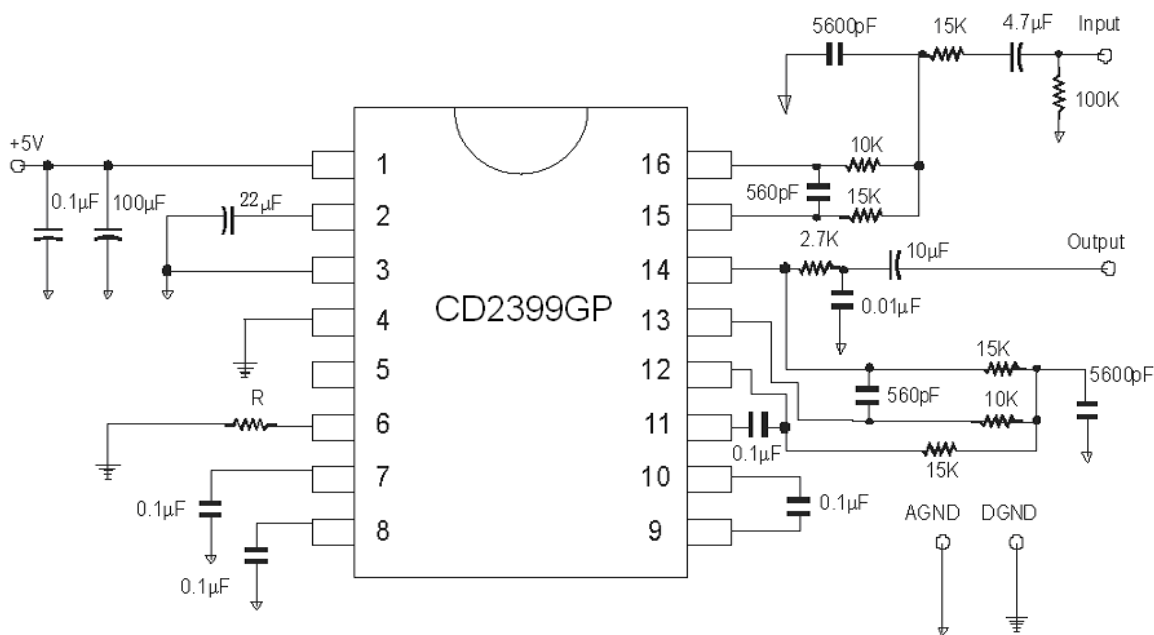 5600pF
15K
4.7µF
Input
100K
+5V
0.1µF
100µF
22µF
1
2
3
4
5
6
7
8
CD2399GP
16
15
14
13
12
11
10
9
10K
560pF
15K
2.7K
10µF
Output
0.01µF
15K
560pF
10K
5600pF
0.1µF
15K
R
0.1µF
0.1µF
0.1µF
AGND
DGND